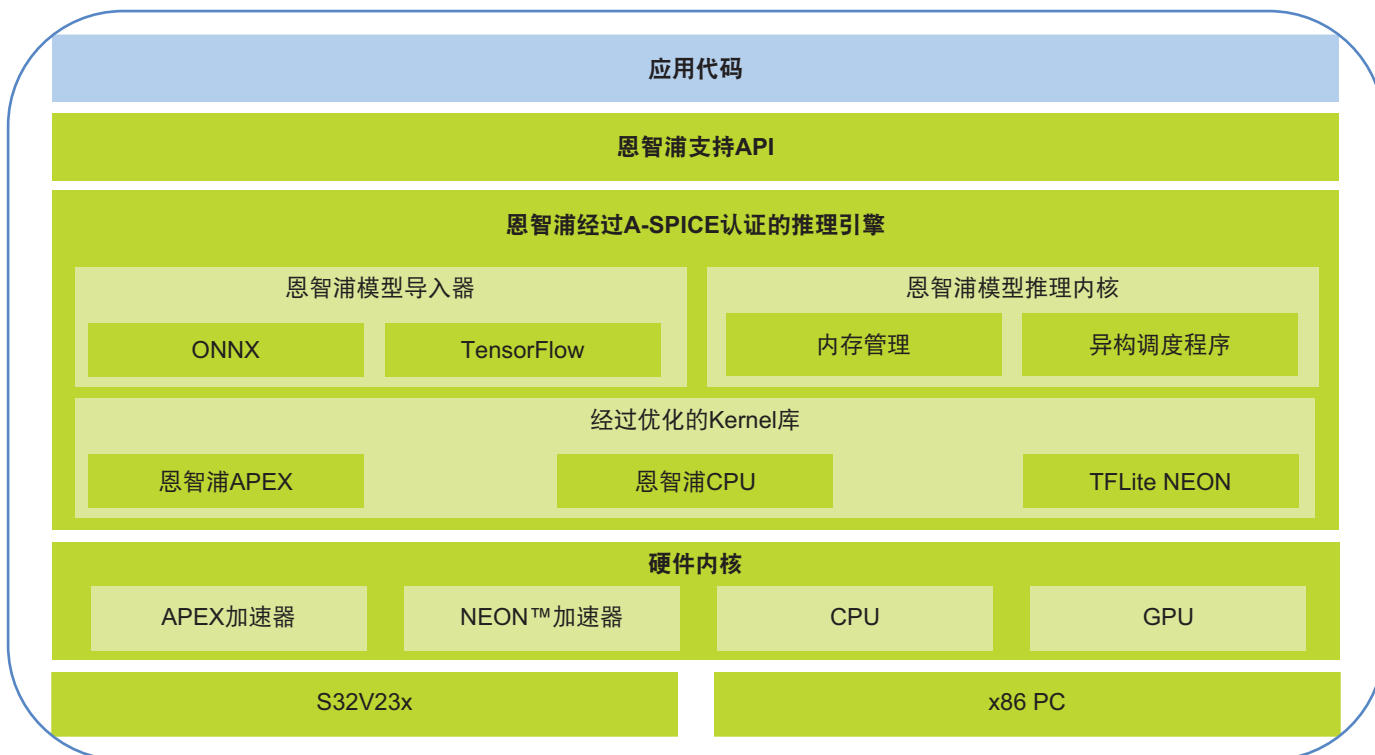 应用代码
恩智浦支持API
恩智浦经过A-SPICE认证的推理引擎
恩智浦模型导入器
ONNX
TensorFlow
恩智浦模型推理内核
内存管理
异构调度程序
经过优化的Kernel库
恩智浦APEX
恩智浦CPU
TFLite NEON
硬件内核
APEX加速器
NEON™加速器
CPU
GPU
S32V23x
x86 PC